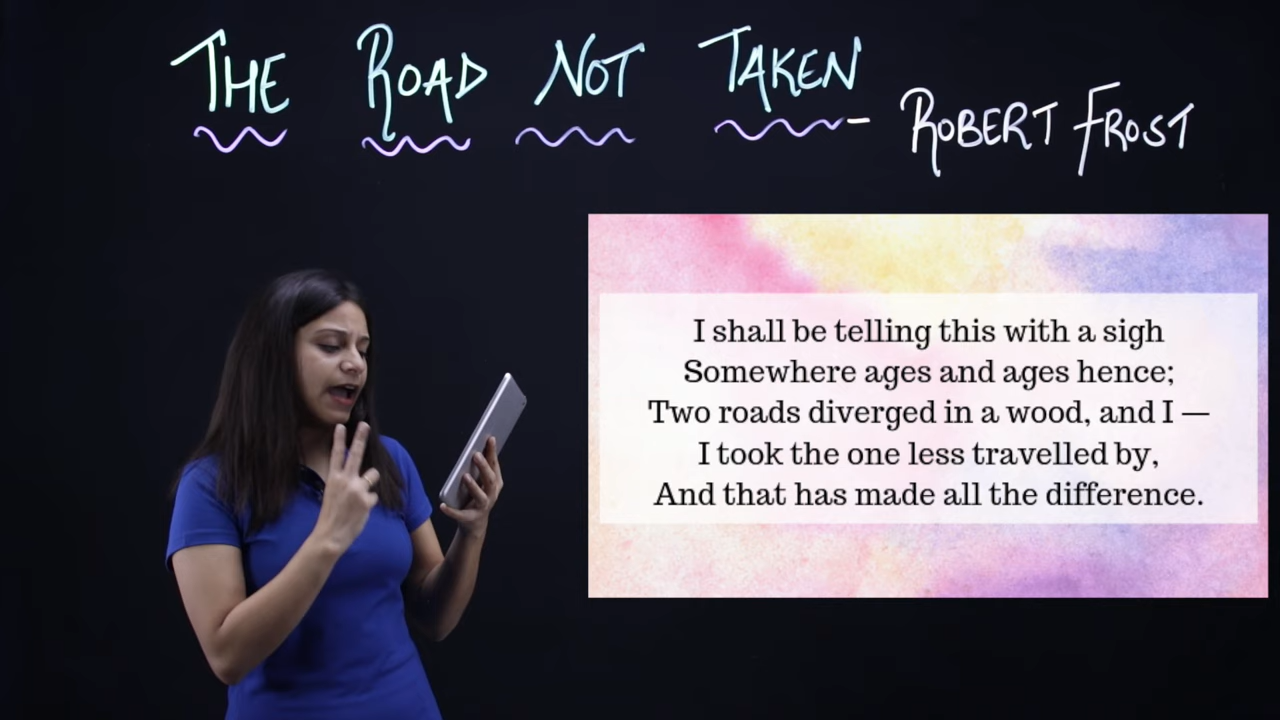 THE ROAD NOT TAKEN
- ROBERT FROST
I shall be telling this with a sigh
Somewhere ages and ages hence;
Two roads diverged in a wood, and I —
I took the one less travelled by,
And that has made all the difference.